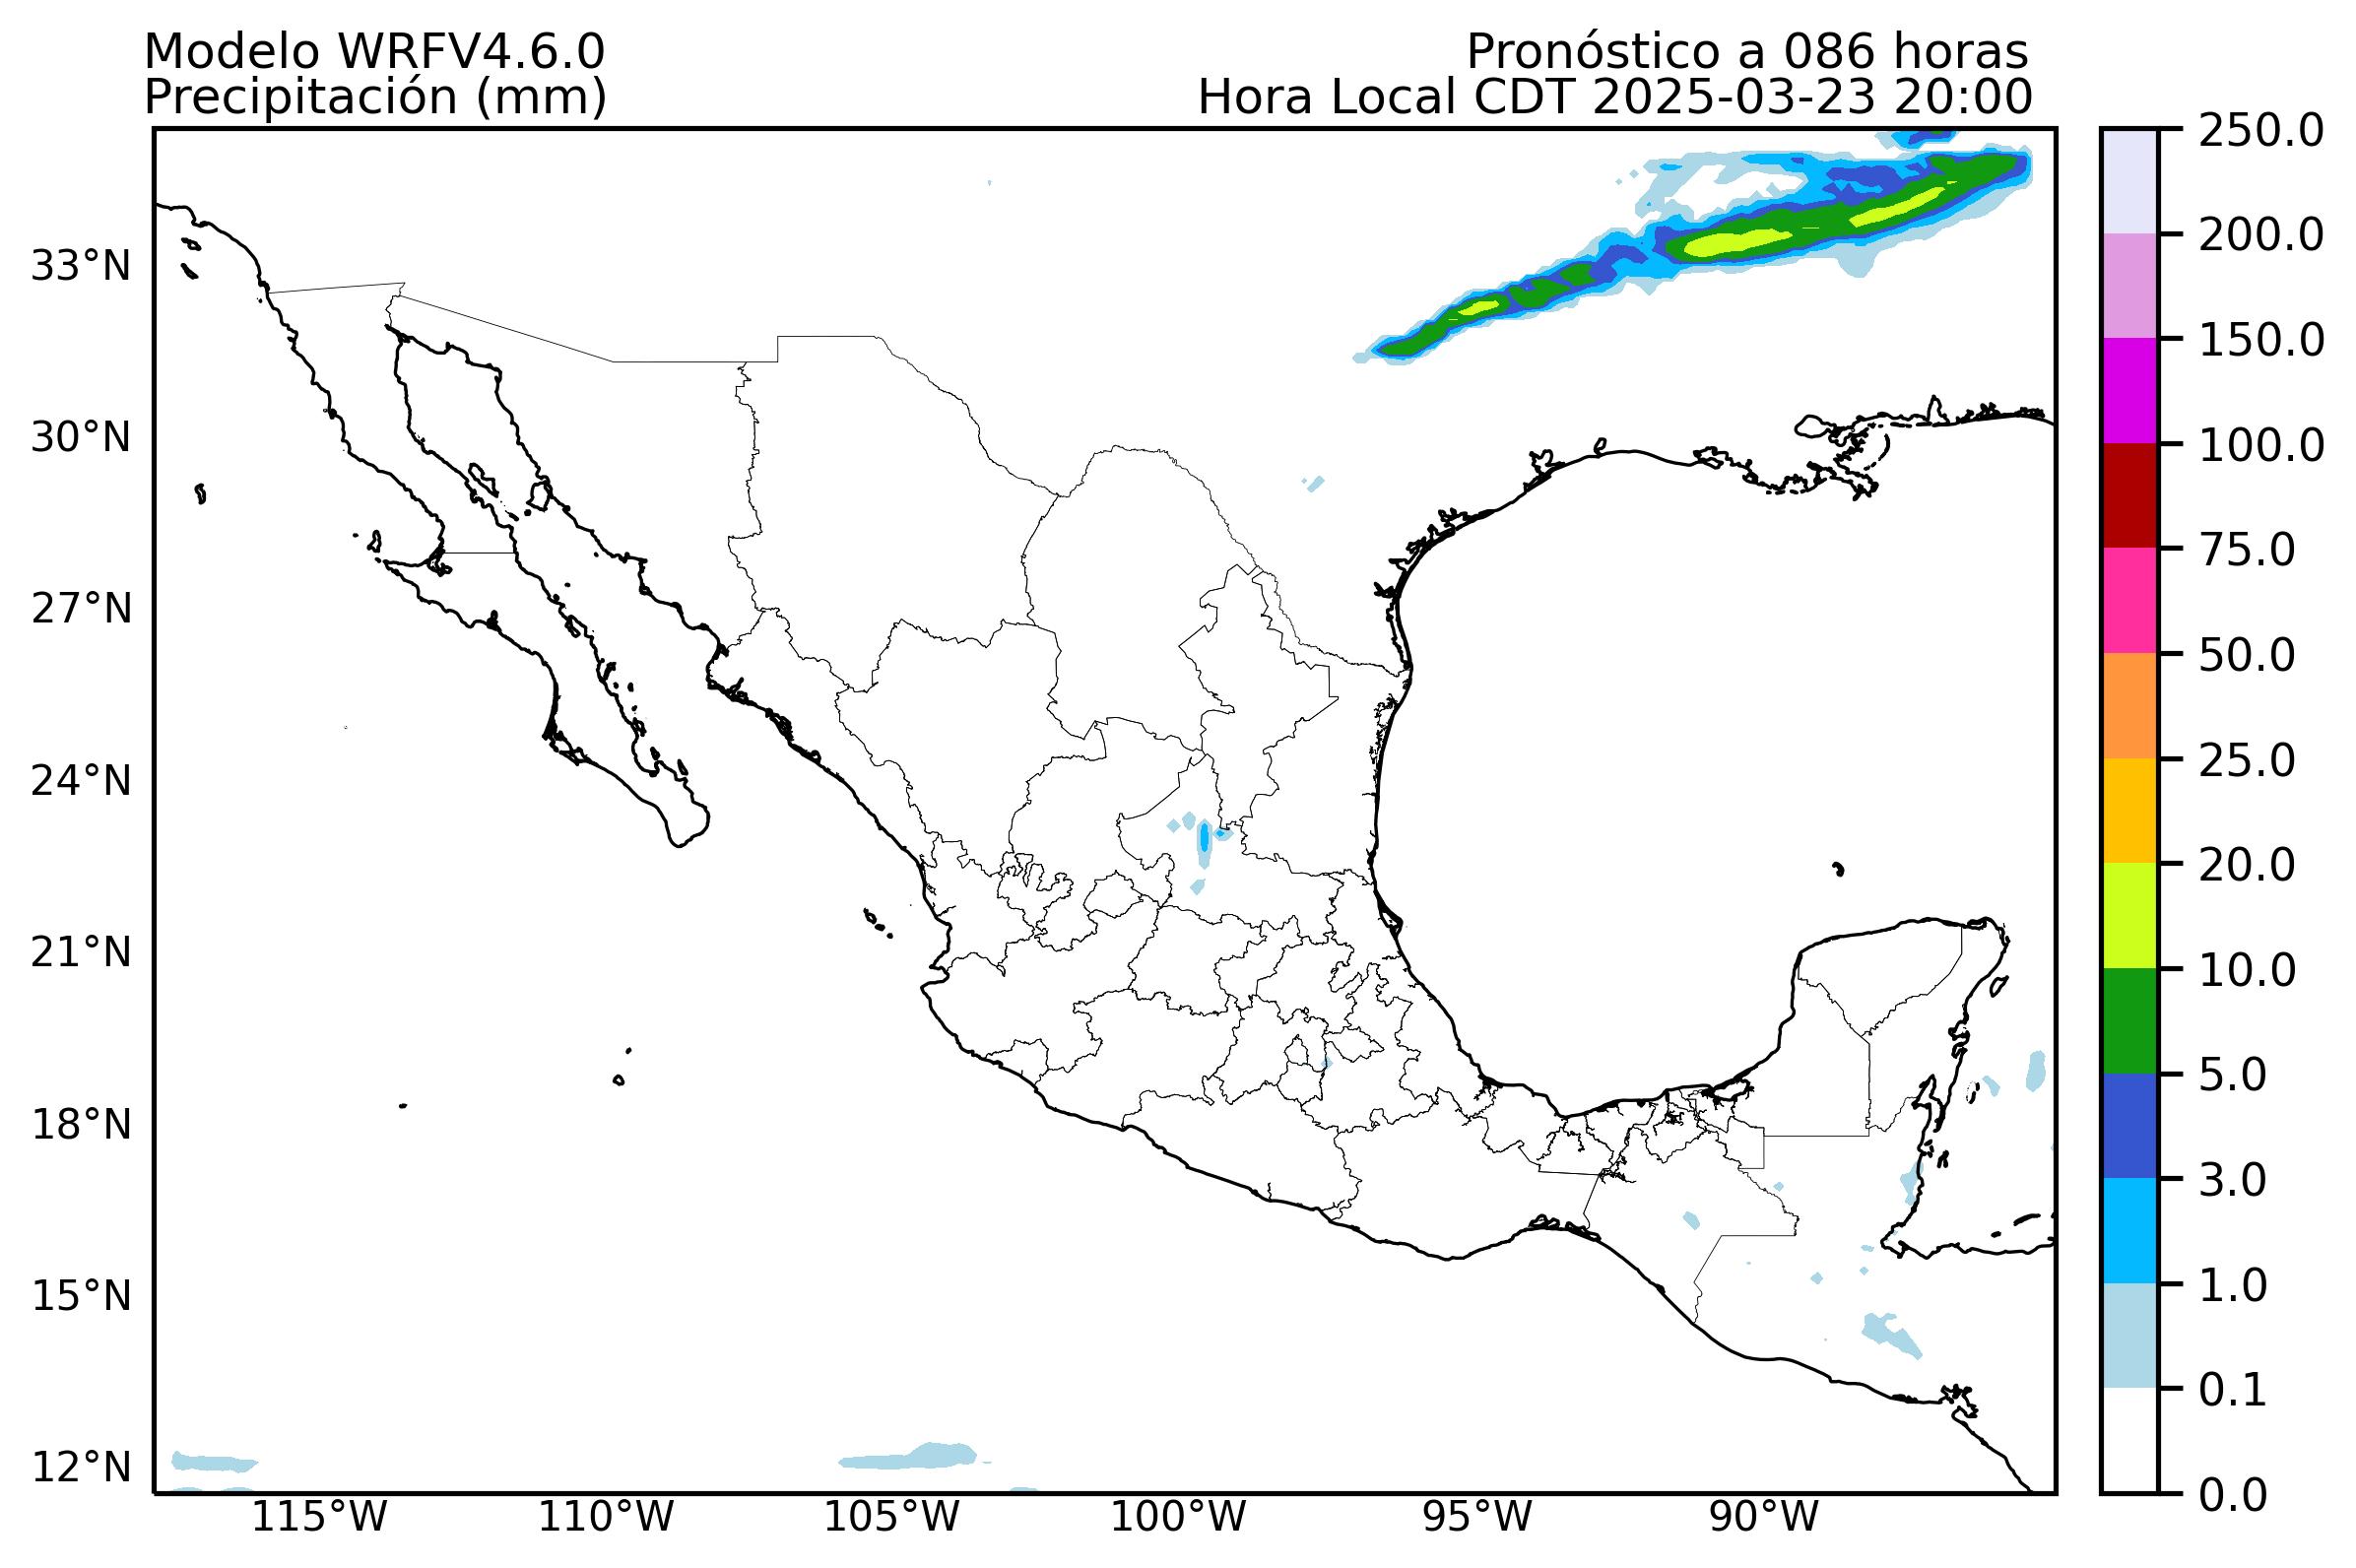 Modelo WRFV4.6.0
Pronóstico a 086 horas
Precipitación (mm)
Hora Local CDT 2025-03-23 20:00
33°N
30°N
27°N
24°N
21°N
18°N
15°N
12°N
115°W
110°W
105°W
100°W
95°W
90°W
250.0
200.0
150.0
100.0
75.0
50.0
25.0
20.0
10.0
5.0
3.0
1.0
0.1
0.0